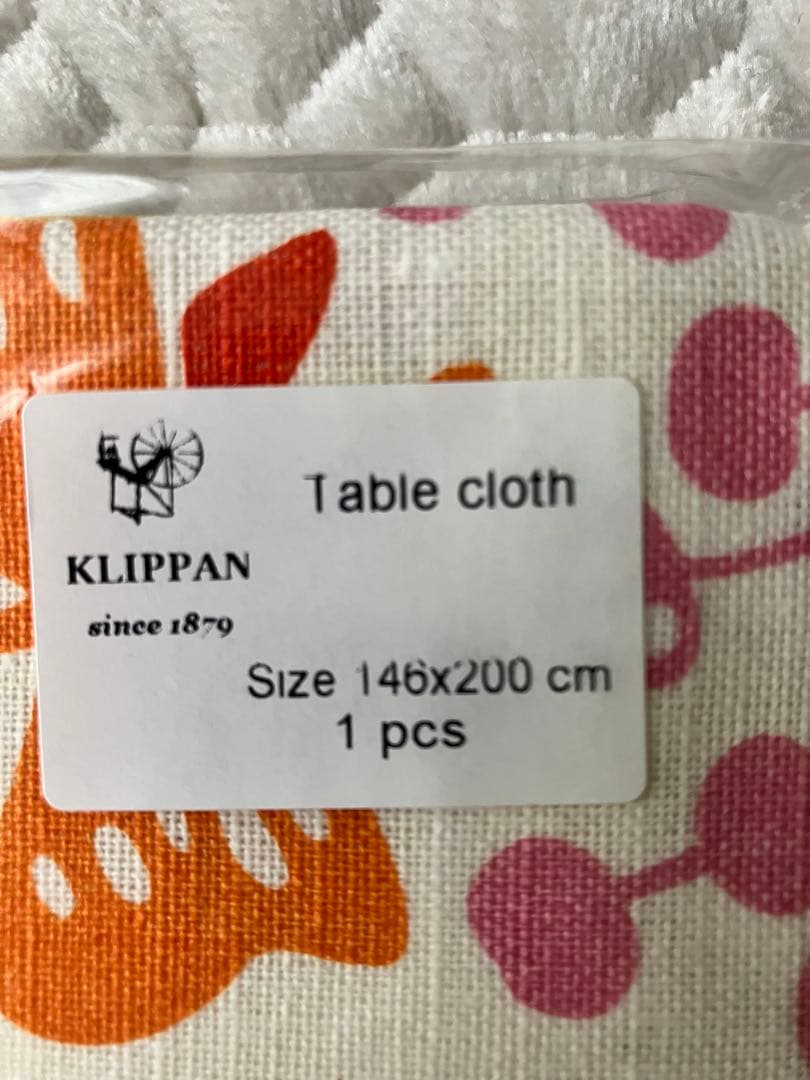 Table cloth
KLIPPAN
since 1879
Size 146x200 cm
1 pcs